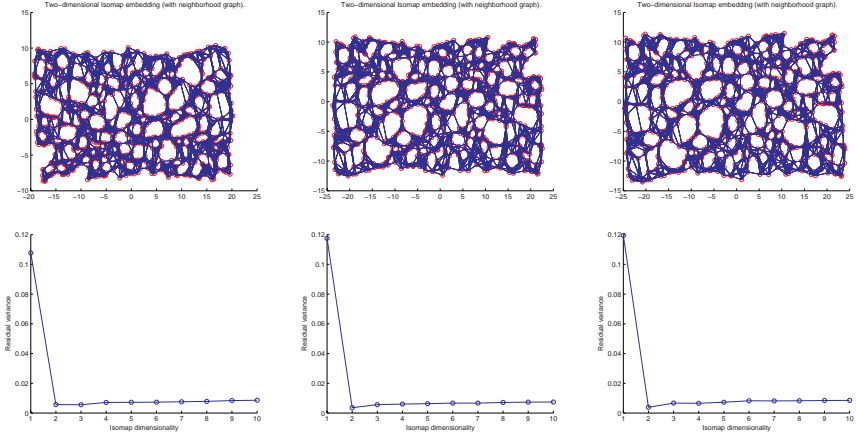 Two-dimensional Isomap embedding (with neighborhood graph).
15
10
5
0
−5
−10
−20 −15 −10 −5 0 5 10 15 20 25
Two-dimensional Isomap embedding (with neighborhood graph).
15
10
5
0
−5
−10
−15
−25 −20 −15 −10 −5 0 5 10 15 20 25
Two-dimensional Isomap embedding (with neighborhood graph).
15
10
5
0
−5
−10
−15
−25 −20 −15 −10 −5 0 5 10 15 20 25
0.12
0.1
0.08
0.06
0.04
0.02
0
Residual variance
1 2 3 4 5 6 7 8 9 10
Isomap dimensionality
0.12
0.1
0.08
0.06
0.04
0.02
0
Residual variance
1 2 3 4 5 6 7 8 9 10
Isomap dimensionality
0.12
0.1
0.08
0.06
0.04
0.02
0
Residual variance
1 2 3 4 5 6 7 8 9 10
Isomap dimensionality